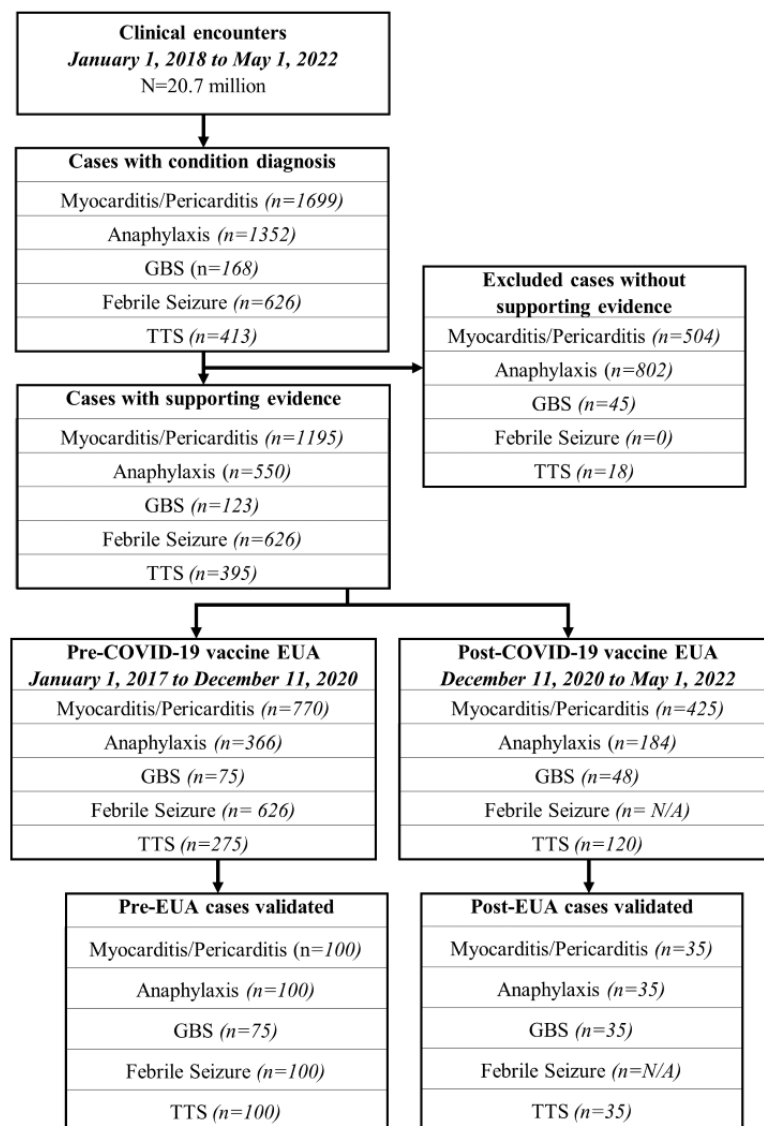 Clinical encounters
January 1, 2018 to May 1, 2022
N=20.7 million
Cases with condition diagnosis
Myocarditis/Pericarditis (n=1699)
Anaphylaxis (n=1352)
GBS (n=168)
Febrile Seizure (n=626)
TTS (n=413)
Excluded cases without
supporting evidence
Myocarditis/Pericarditis (n=504)
Anaphylaxis (n=802)
GBS (n=45)
Febrile Seizure (n=0)
TTS (n=18)
Cases with supporting evidence
Myocarditis/Pericarditis (n=1195)
Anaphylaxis (n=550)
GBS (n=123)
Febrile Seizure (n=626)
TTS (n=395)
Pre-COVID-19 vaccine EUA
January 1, 2017 to December 11, 2020
Myocarditis/Pericarditis (n=770)
Anaphylaxis (n=366)
GBS (n=75)
Febrile Seizure (n= 626)
TTS (n=275)
Post-COVID-19 vaccine EUA
December 11, 2020 to May 1, 2022
Myocarditis/Pericarditis (n=425)
Anaphylaxis (n=184)
GBS (n=48)
Febrile Seizure (n= N/A)
TTS (n=120)
Pre-EUA cases validated
Myocarditis/Pericarditis (n=100)
Anaphylaxis (n=100)
GBS (n=75)
Febrile Seizure (n=100)
TTS (n=100)
Post-EUA cases validated
Myocarditis/Pericarditis (n=35)
Anaphylaxis (n=35)
GBS (n=35)
Febrile Seizure (n=N/A)
TTS (n=35)